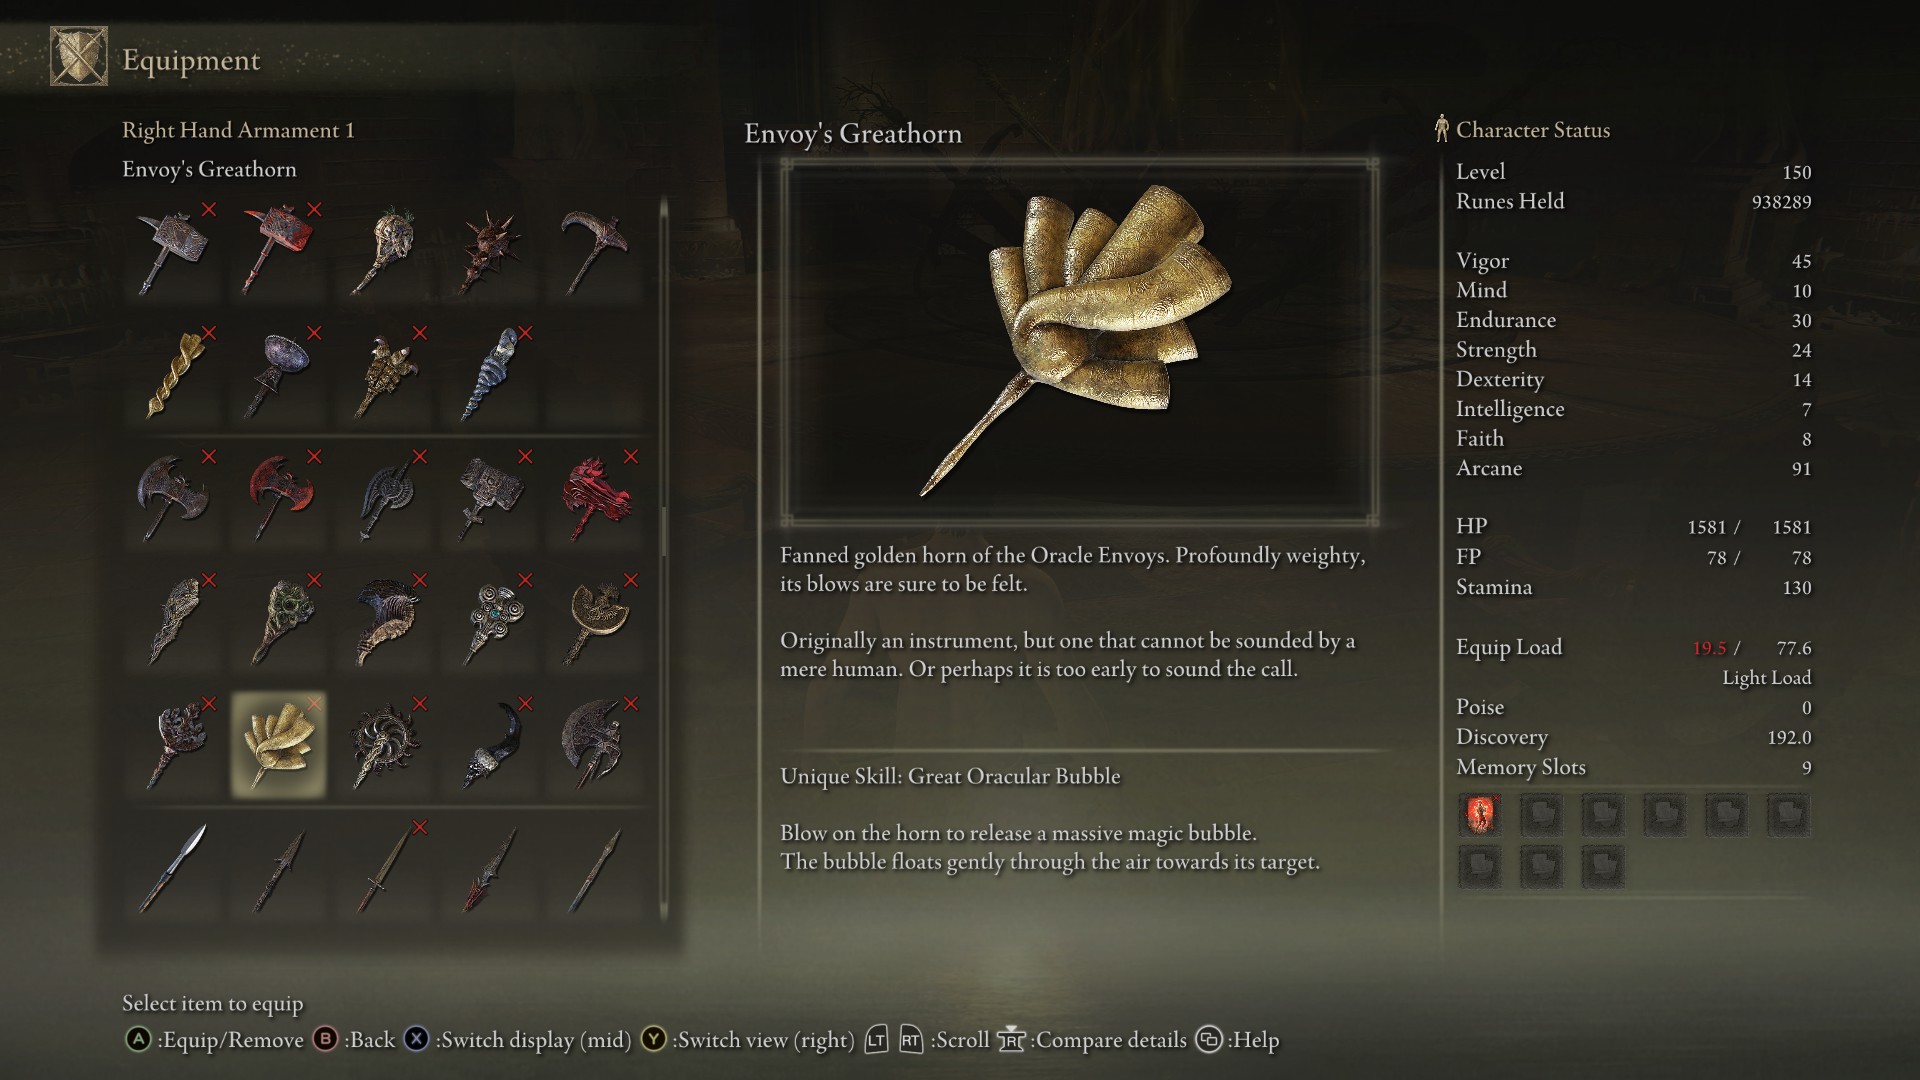 Equipment
Right Hand Armament 1
Envoy's Greathorn
Envoy's Greathorn
Fanned golden horn of the Oracle Envoys. Profoundly weighty,
its blows are sure to be felt.
Originally an instrument, but one that cannot be sounded by a
mere human. Or perhaps it is too early to sound the call.
Unique Skill: Great Oracular Bubble
Blow on the horn to release a massive magic bubble.
The bubble floats gently through the air towards its target.
Character Status
Level 150
Runes Held 938289
Vigor 45
Mind 10
Endurance 30
Strength 24
Dexterity 14
Intelligence 7
Faith 8
Arcane 91
HP 1581 / 1581
FP 78 / 78
Stamina 130
Equip Load 19.5 / 77.6
Light Load
Poise 0
Discovery 192.0
Memory Slots 9
Select item to equip
A :Equip/Remove B :Back X :Switch display (mid) Y :Switch view (right) LT RT :Scroll R :Compare details :Help